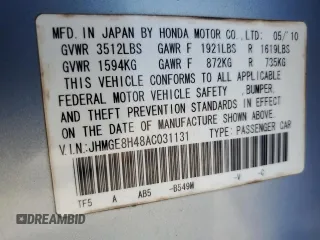 MFD. IN JAPAN BY HONDA MOTOR CO., LTD: 05/10
GVWR 3512LBS GAWR F 1921LBS R 1619LBS
GVWR 1594KG GAWR F 872KG R 735KG
THIS VEHICLE CONFORMS TO ALL APPLICABLE
FEDERAL MOTOR VEHICLE SAFETY , BUMPER,
AND THEFT PREVENTION STANDARDS IN EFFECT
ON THE DATE OF MANUFACTURE SHOWN ABOVE.
V.I.N: JHMGE8H48AC031131 TYPE: PASSENGER CAR
TF5 A AB5 -B549M -V -C
DREAMBID